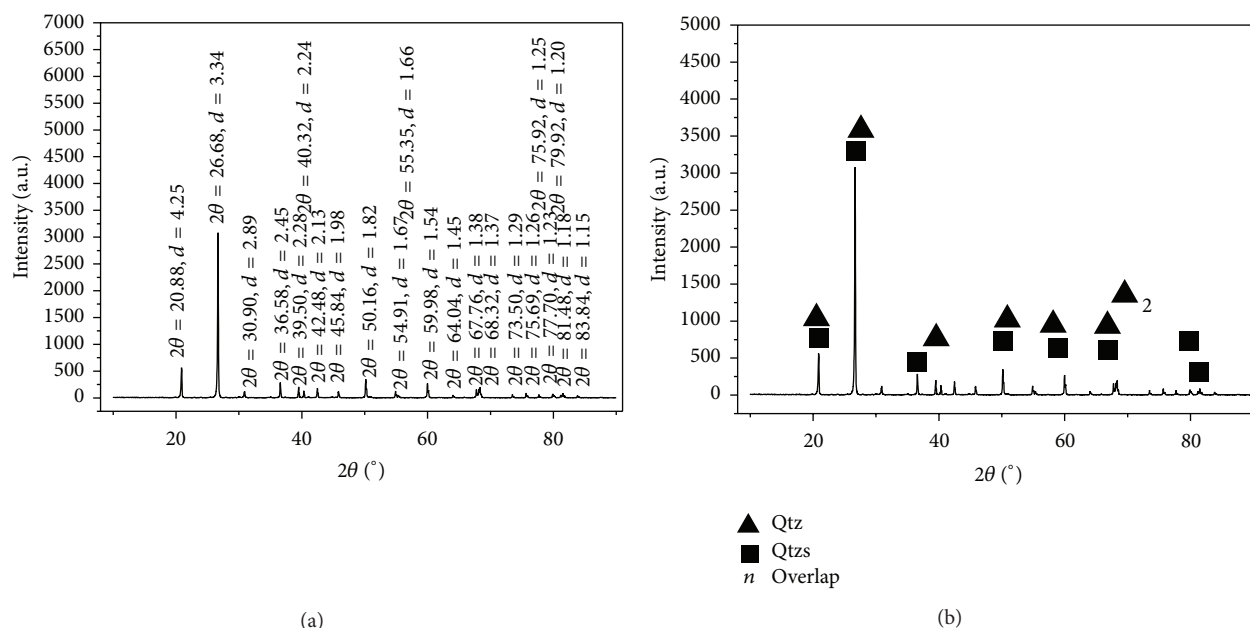 7000
6500
6000
5500
5000
4500
4000
3500
3000
2500
2000
1500
1000
500
0
Intensity (a.u.)
2θ = 20.88, d = 4.25
2θ = 26.68, d = 3.34
2θ = 30.90, d = 2.89
2θ = 36.58, d = 2.45
2θ = 39.50, d = 2.28
2θ = 40.32, d = 2.24
2θ = 42.48, d = 2.13
2θ = 45.84, d = 1.98
2θ = 50.16, d = 1.82
2θ = 54.91, d = 1.67
2θ = 55.35, d = 1.66
2θ = 59.98, d = 1.54
2θ = 64.04, d = 1.45
2θ = 67.76, d = 1.38
2θ = 68.32, d = 1.37
2θ = 73.50, d = 1.29
2θ = 75.69, d = 1.26
2θ = 75.92, d = 1.25
2θ = 77.70, d = 1.23
2θ = 79.92, d = 1.20
2θ = 81.48, d = 1.18
2θ = 83.84, d = 1.15
20 40 60 80
2θ (°)
(a)
5000
4500
4000
3500
3000
2500
2000
1500
1000
500
0
Intensity (a.u.)
2
20 40 60 80
2θ (°)
Qtz
Qtzs
n Overlap
(b)